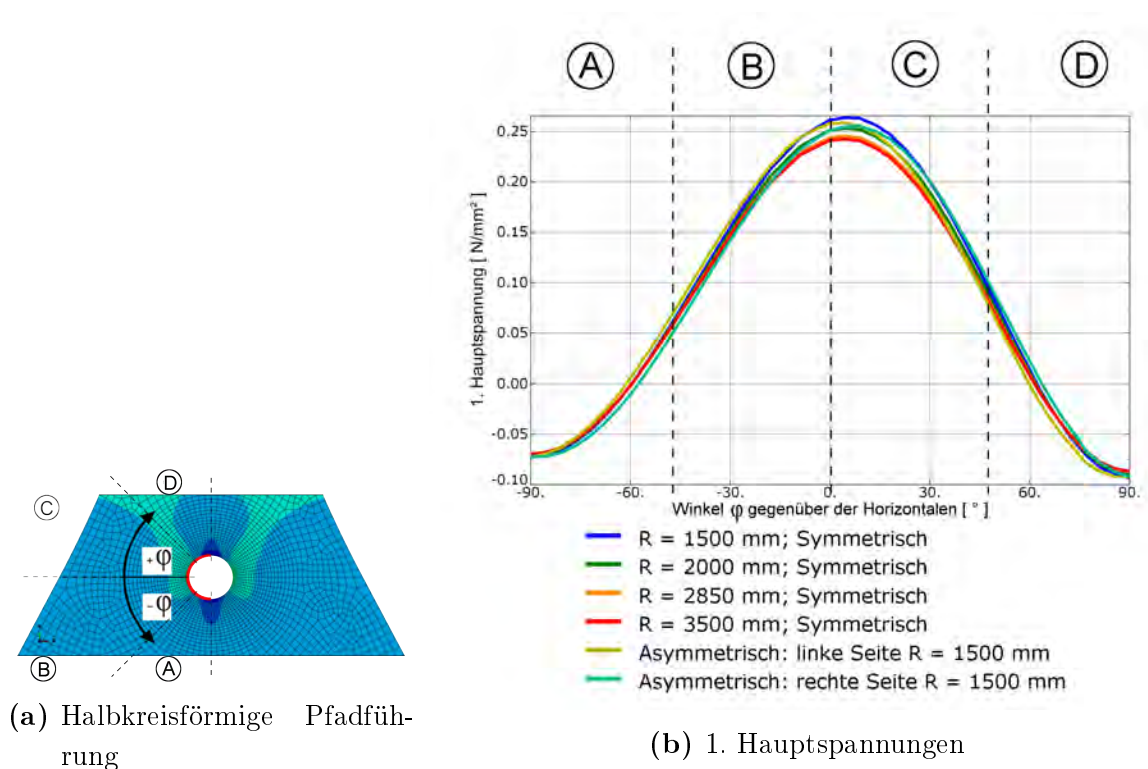 D
C
+φ
-φ
B
A
(a) Halbkreisförmige Pfadfüh-
rung
A B C D
1. Hauptspannung [ N/mm² ]
0.25
0.20
0.15
0.10
0.05
0.00
-0.05
-0.10
-90. -60. -30. 0. 30. 60. 90.
Winkel φ gegenüber der Horizontalen [ ° ]
R = 1500 mm; Symmetrisch
R = 2000 mm; Symmetrisch
R = 2850 mm; Symmetrisch
R = 3500 mm; Symmetrisch
Asymmetrisch: linke Seite R = 1500 mm
Asymmetrisch: rechte Seite R = 1500 mm
(b) 1. Hauptspannungen